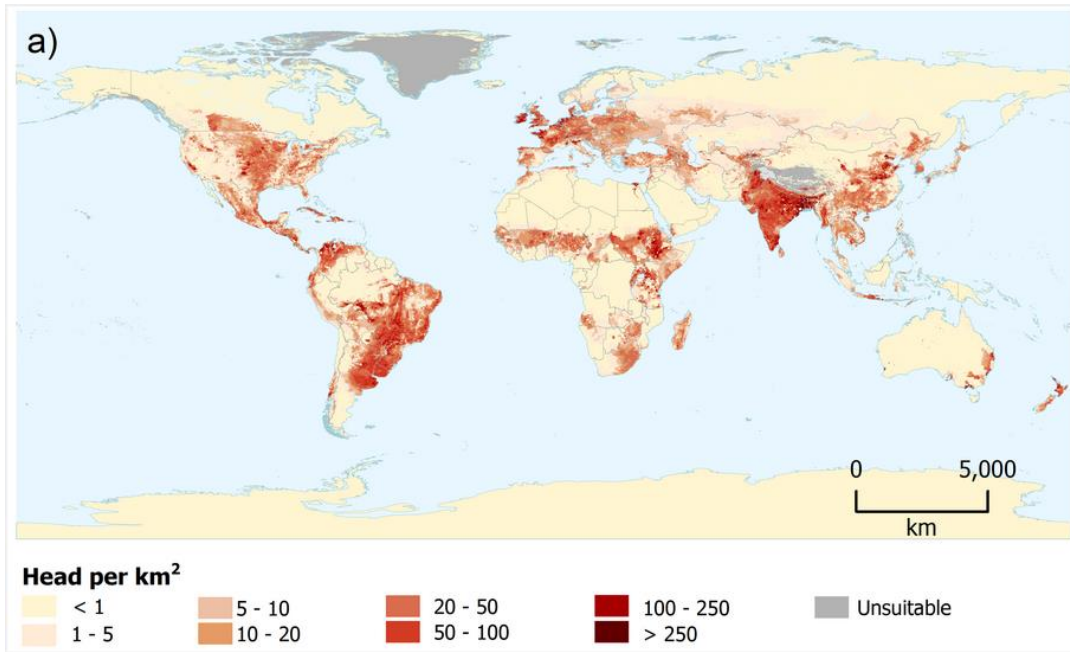 a)
0 5,000
km
Head per km²
< 1 5 - 10 20 - 50 100 - 250 Unsuitable
1 - 5 10 - 20 50 - 100 > 250